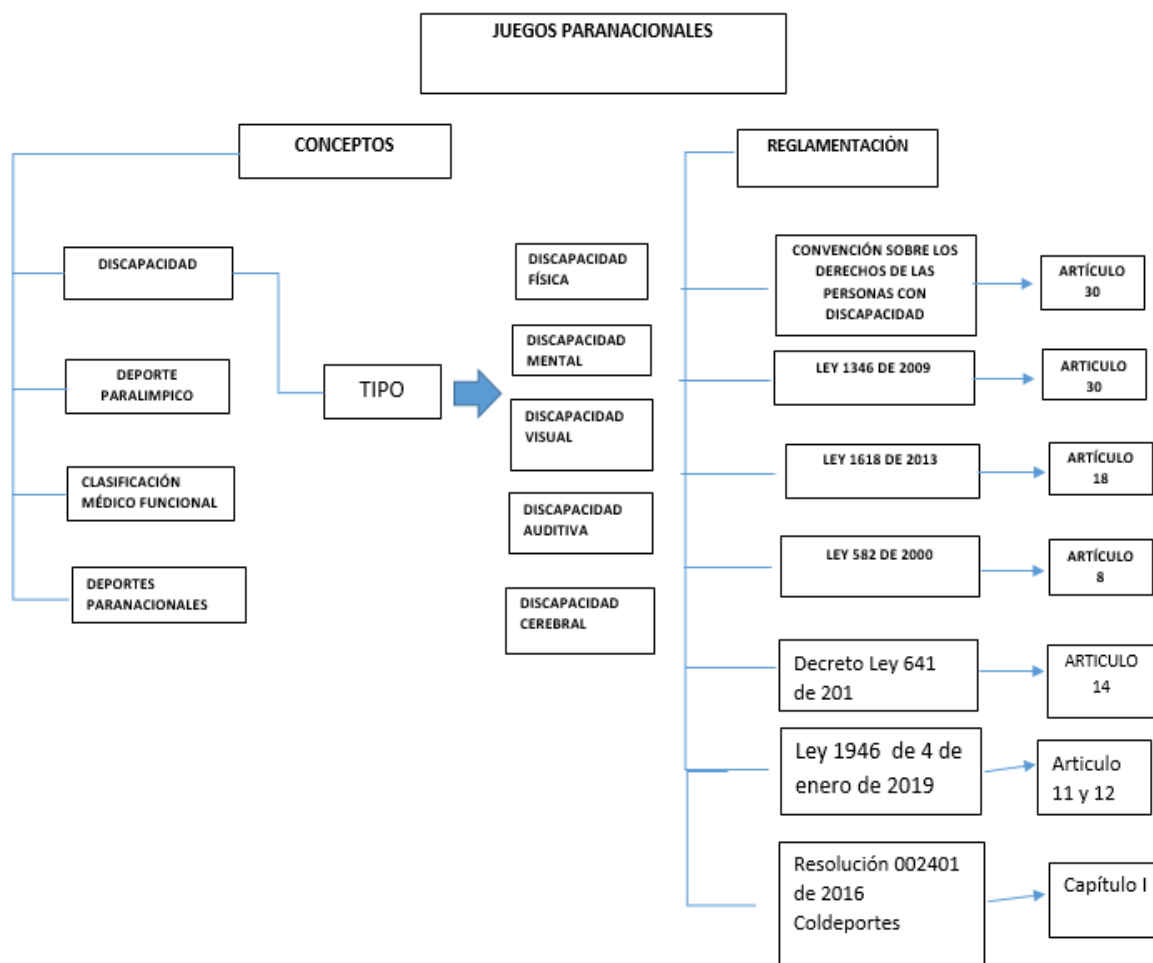 JUEGOS PARANACIONALES
CONCEPTOS
DISCAPACIDAD
DEPORTE
PARALIMPICO
CLASIFICACIÓN
MÉDICO FUNCIONAL
DEPORTES
PARANACIONALES
TIPO
DISCAPACIDAD
FÍSICA
DISCAPACIDAD
MENTAL
DISCAPACIDAD
VISUAL
DISCAPACIDAD
AUDITIVA
DISCAPACIDAD
CEREBRAL
REGLAMENTACIÓN
CONVENCIÓN SOBRE LOS
DERECHOS DE LAS
PERSONAS CON
DISCAPACIDAD
ARTÍCULO
30
LEY 1346 DE 2009
ARTICULO
30
LEY 1618 DE 2013
ARTÍCULO
18
LEY 582 DE 2000
ARTÍCULO
8
Decreto Ley 641
de 201
ARTICULO
14
Ley 1946 de 4 de
enero de 2019
Articulo
11 y 12
Resolución 002401
de 2016
Coldeportes
Capítulo I